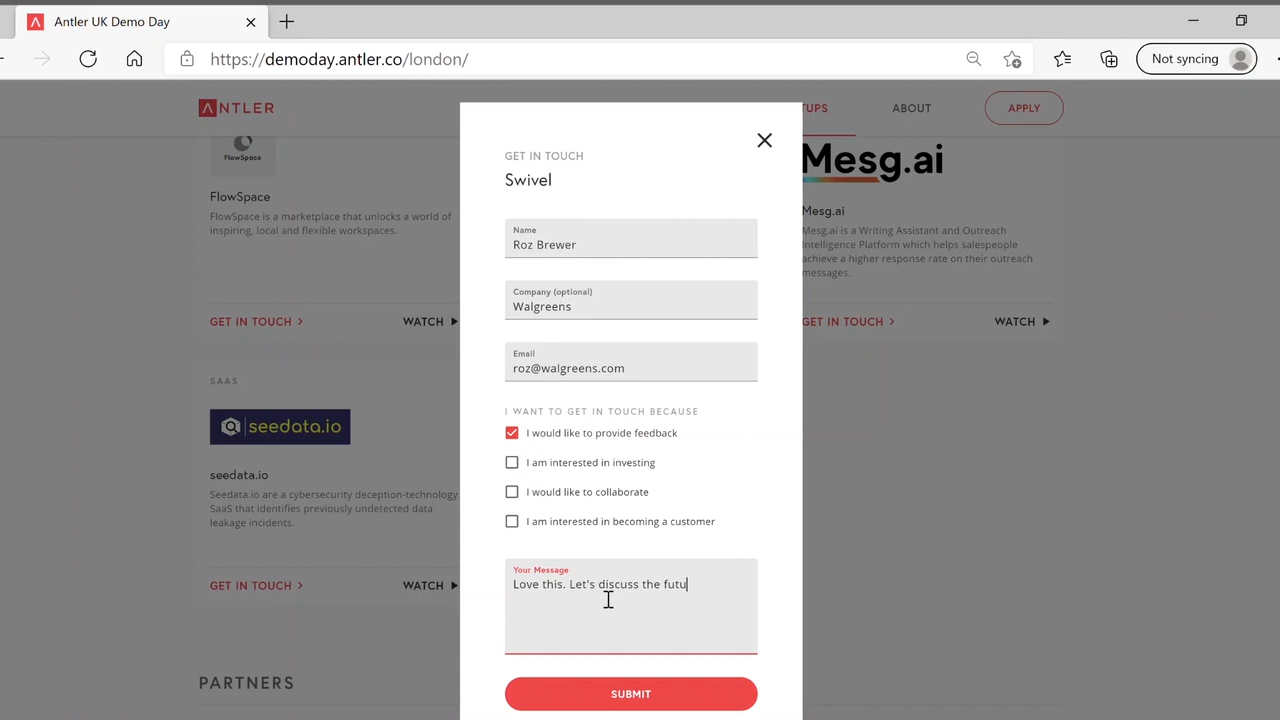 Antler UK Demo Day
https://demoday.antler.co/london/
Not syncing
ANTLER
TUPS
ABOUT
APPLY
FlowSpace
FlowSpace
FlowSpace is a marketplace that unlocks a world of
inspiring, local and flexible workspaces.
GET IN TOUCH
WATCH
Mesg.ai
Mesg.ai
Mesg.ai is a Writing Assistant and Outreach
Intelligence Platform which helps salespeople
achieve a higher response rate on their outreach
messages.
GET IN TOUCH
WATCH
SAAS
seedata.io
seedata.io
Seedata.io are a cybersecurity deception-technology
SaaS that identifies previously undetected data
leakage incidents.
GET IN TOUCH
WATCH
PARTNERS
GET IN TOUCH
Swivel
Name
Roz Brewer
Company (optional)
Walgreens
Email
roz@walgreens.com
I WANT TO GET IN TOUCH BECAUSE
I would like to provide feedback
I am interested in investing
I would like to collaborate
I am interested in becoming a customer
Your Message
Love this. Let's discuss the futu
SUBMIT